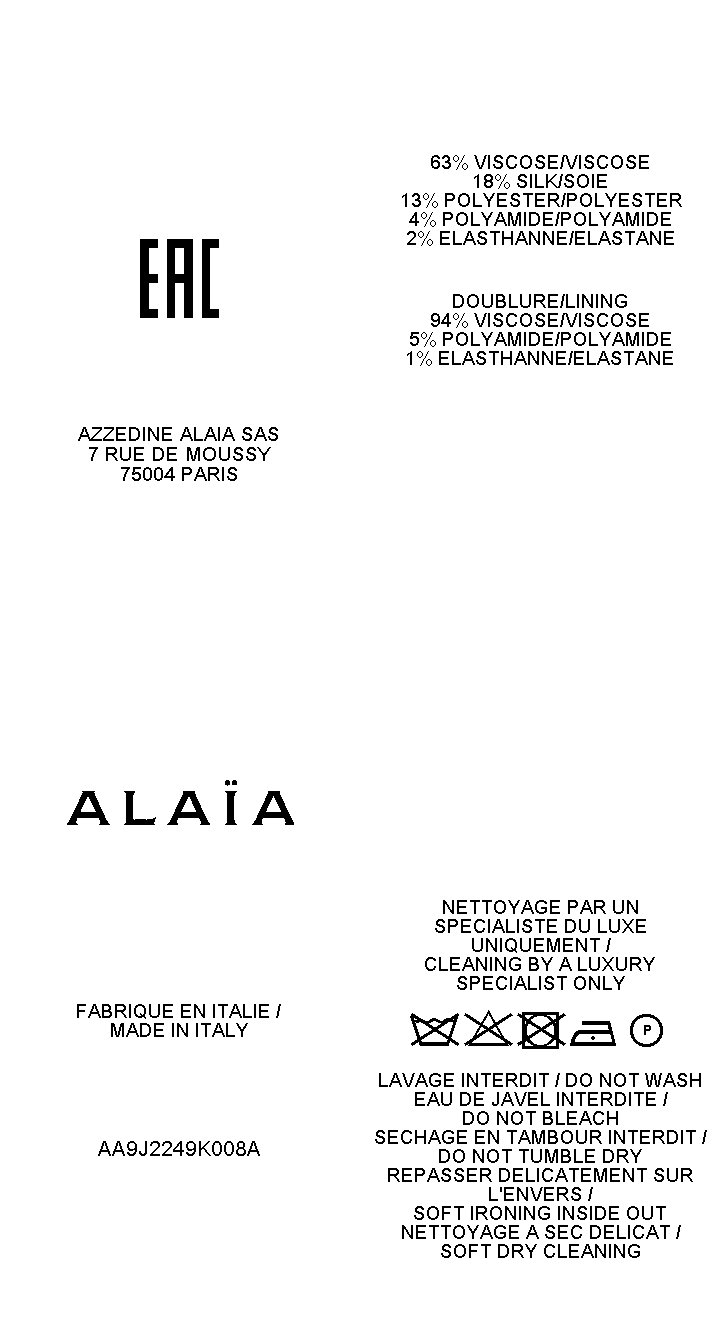 EAC
AZZEDINE ALAIA SAS
7 RUE DE MOUSSY
75004 PARIS
63% VISCOSE/VISCOSE
18% SILK/SOIE
13% POLYESTER/POLYESTER
4% POLYAMIDE/POLYAMIDE
2% ELASTHANNE/ELASTANE
DOUBLURE/LINING
94% VISCOSE/VISCOSE
5% POLYAMIDE/POLYAMIDE
1% ELASTHANNE/ELASTANE
ALAÏA
FABRIQUE EN ITALIE /
MADE IN ITALY
AA9J2249K008A
NETTOYAGE PAR UN
SPECIALISTE DU LUXE
UNIQUEMENT /
CLEANING BY A LUXURY
SPECIALIST ONLY
P
LAVAGE INTERDIT / DO NOT WASH
EAU DE JAVEL INTERDITE /
DO NOT BLEACH
SECHAGE EN TAMBOUR INTERDIT /
DO NOT TUMBLE DRY
REPASSER DELICATEMENT SUR
L'ENVERS /
SOFT IRONING INSIDE OUT
NETTOYAGE A SEC DELICAT /
SOFT DRY CLEANING